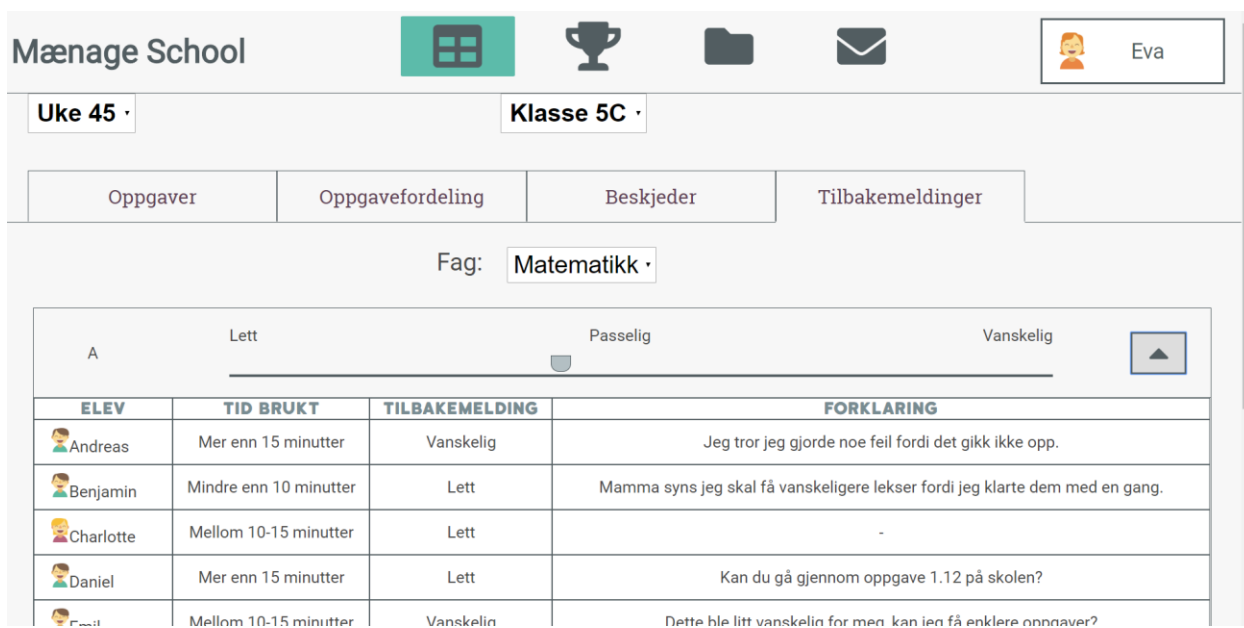 Mænage School
Eva
Uke 45 Klasse 5C
Oppgaver Oppgavefordeling Beskjeder Tilbakemeldinger
Fag: Matematikk
A Lett Passelig Vanskelig
ELEV TID BRUKT TILBAKEMELDING FORKLARING
Andreas Mer enn 15 minutter Vanskelig Jeg tror jeg gjorde noe feil fordi det gikk ikke opp.
Benjamin Mindre enn 10 minutter Lett Mamma syns jeg skal få vanskeligere lekser fordi jeg klarte dem med en gang.
Charlotte Mellom 10-15 minutter Lett -
Daniel Mer enn 15 minutter Lett Kan du gå gjennom oppgave 1.12 på skolen?
Emil Mellom 10-15 minutter Vanskelig Dette ble litt vanskelig for meg, kan jeg få enklere oppgaver?